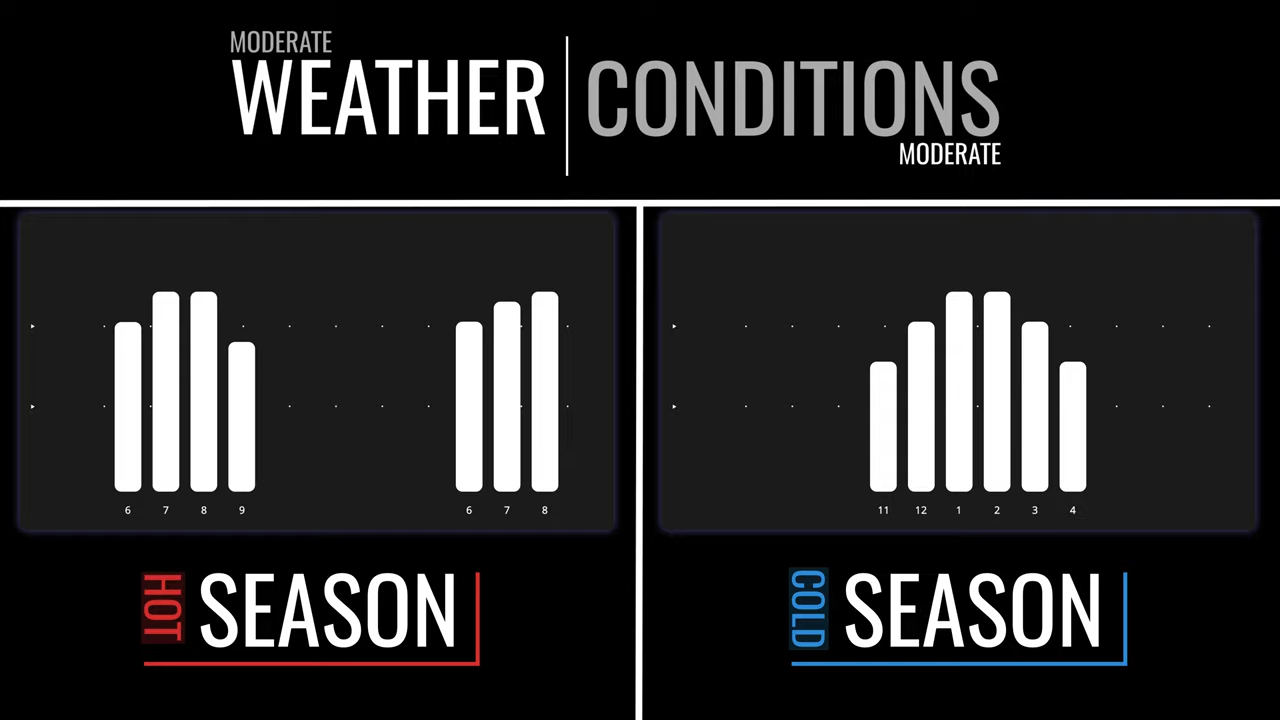 MODERATE
WEATHER CONDITIONS
MODERATE
6 7 8 9 6 7 8
11 12 1 2 3 4
HOT SEASON
COLD SEASON